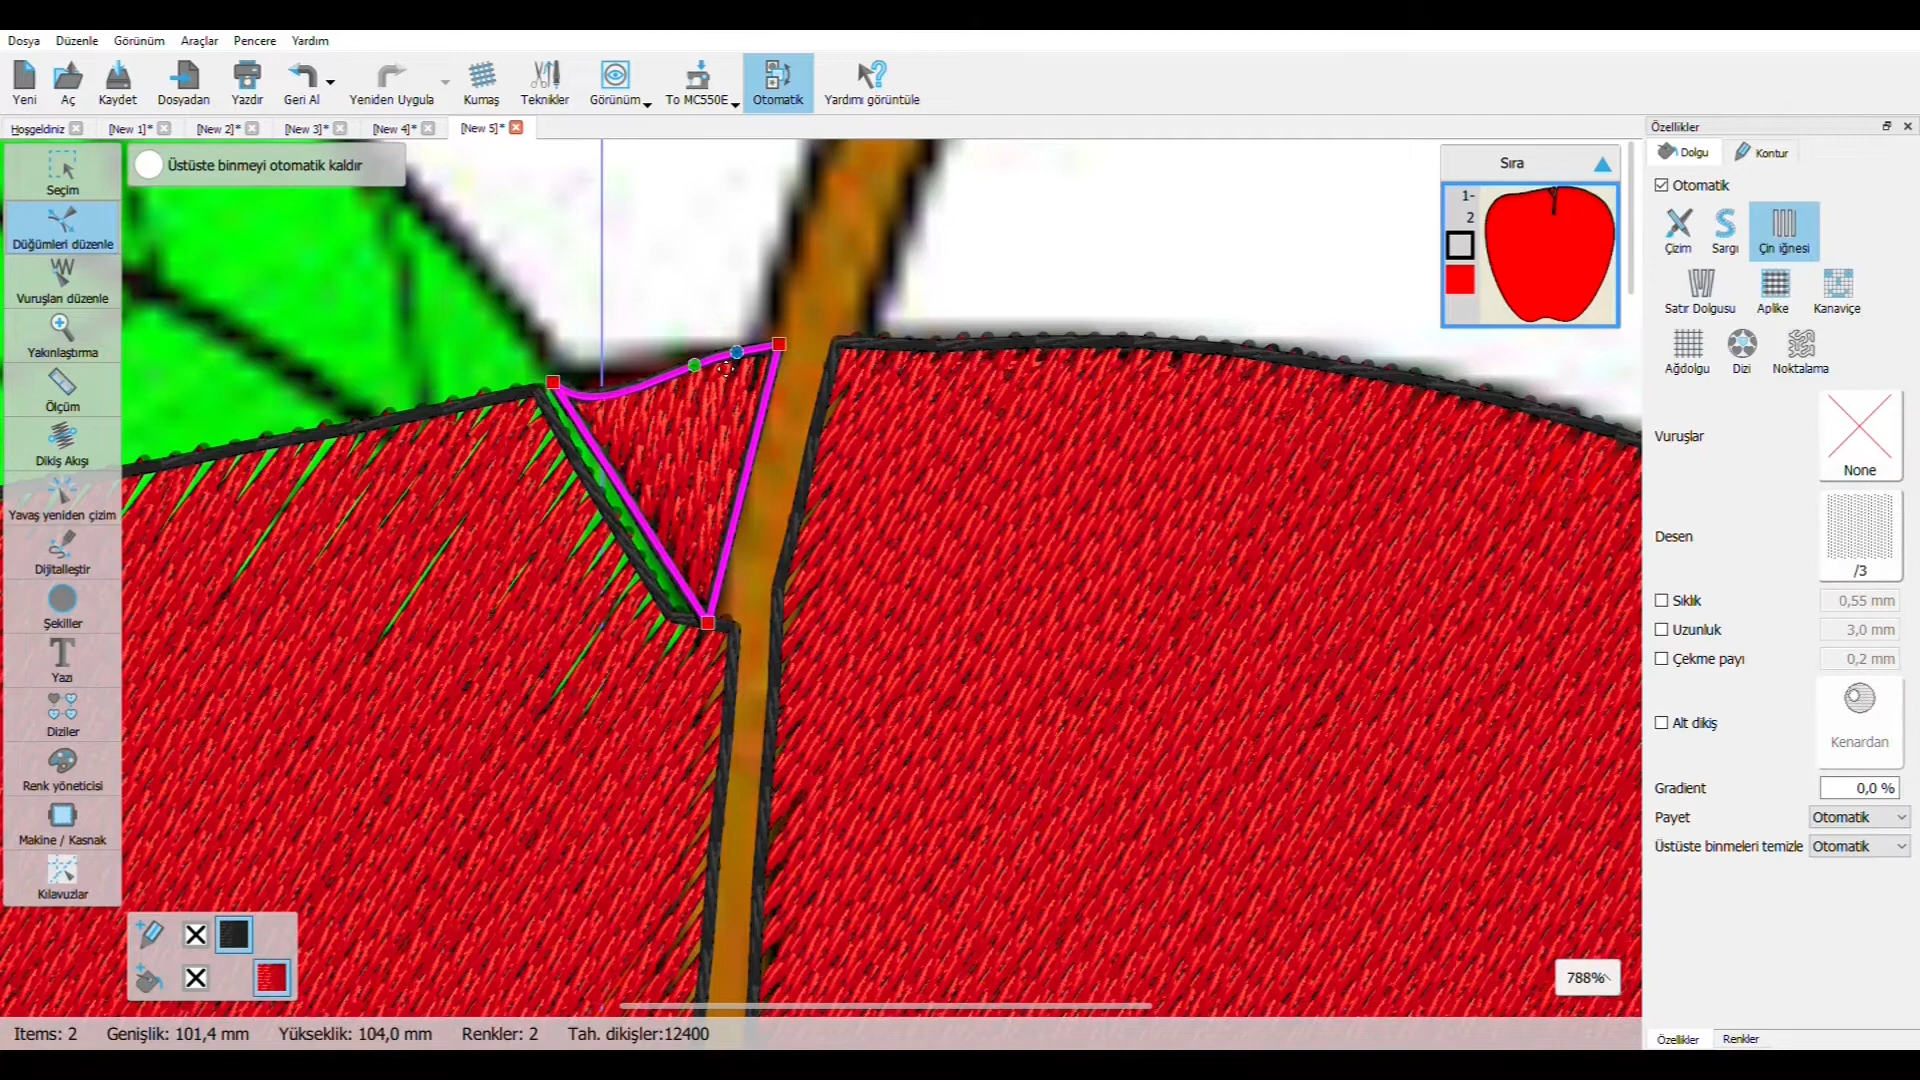 Dosya Düzenle Görünüm Araçlar Pencere Yardım
Yeni Aç Kaydet Dosyadan Yazdır Geri Al Yeniden Uygula Kumaş Teknikler Görünüm To MC550E Otomatik Yardımı görüntüle
Hoşgeldiniz [New 1]* [New 2]* [New 3]* [New 4]* [New 5]*
Üstüste binmeyi otomatik kaldır
Seçim
Düğümleri düzenle
Vuruşları düzenle
Yakınlaştırma
Ölçüm
Dikiş Akışı
Yavaş yeniden çizim
Dijitalleştir
Şekiller
Yazı
Diziler
Renk yöneticisi
Makine / Kasnak
Kılavuzlar
Sıra
1-
2
788%
Özellikler
Dolgu Kontur
Otomatik
Çizim Sargı Çin iğnesi
Satır Dolgusu Aplike Kanaviçe
Ağdolgu Dizi Noktalama
Vuruşlar
None
Desen
/3
Sıklık 0,55 mm
Uzunluk 3,0 mm
Çekme payı 0,2 mm
Alt dikiş
Kenardan
Gradient 0,0 %
Payet Otomatik
Üstüste binmeleri temizle Otomatik
Özellikler Renkler
Items: 2 Genişlik: 101,4 mm Yükseklik: 104,0 mm Renkler: 2 Tah. dikişler:12400